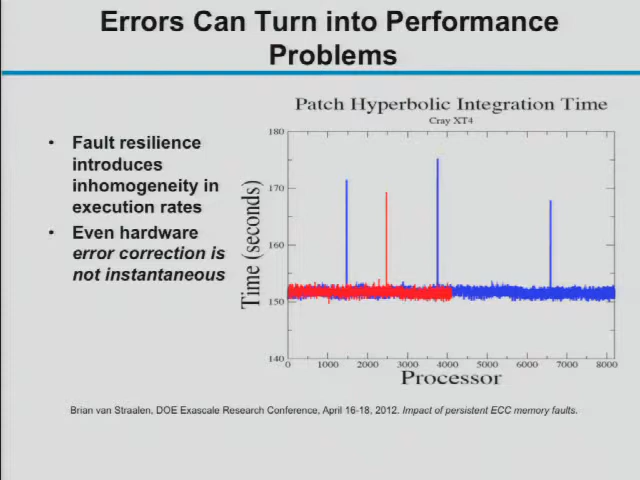 Errors Can Turn into Performance
Problems
• Fault resilience
introduces
inhomogeneity in
execution rates
• Even hardware
error correction is
not instantaneous
Patch Hyperbolic Integration Time
Cray XT4
Time (seconds)
180
170
160
150
140
0 1000 2000 3000 4000 5000 6000 7000 8000
Processor
Brian van Straalen, DOE Exascale Research Conference, April 16-18, 2012. Impact of persistent ECC memory faults.